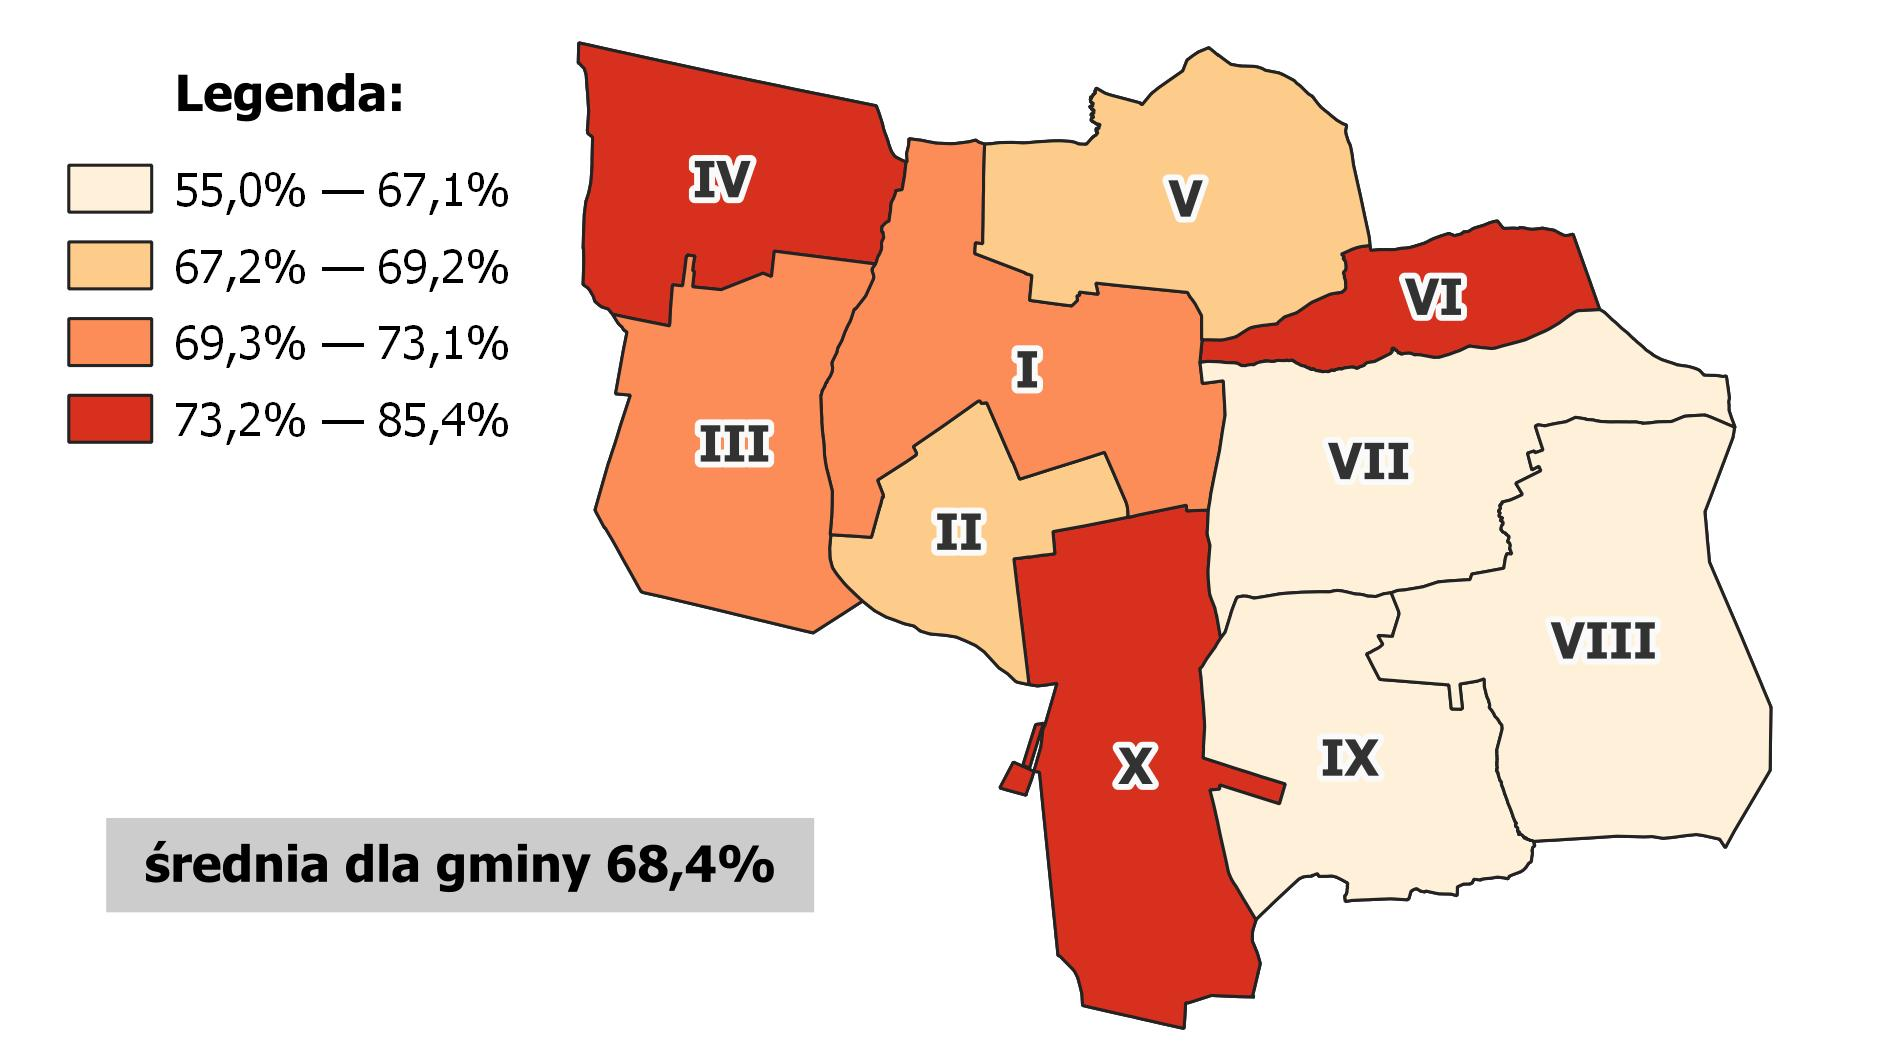 Legenda:
55,0% — 67,1%
67,2% — 69,2%
69,3% — 73,1%
73,2% — 85,4%
IV
V
VI
I
III
VII
II
VIII
IX
X
średnia dla gminy 68,4%